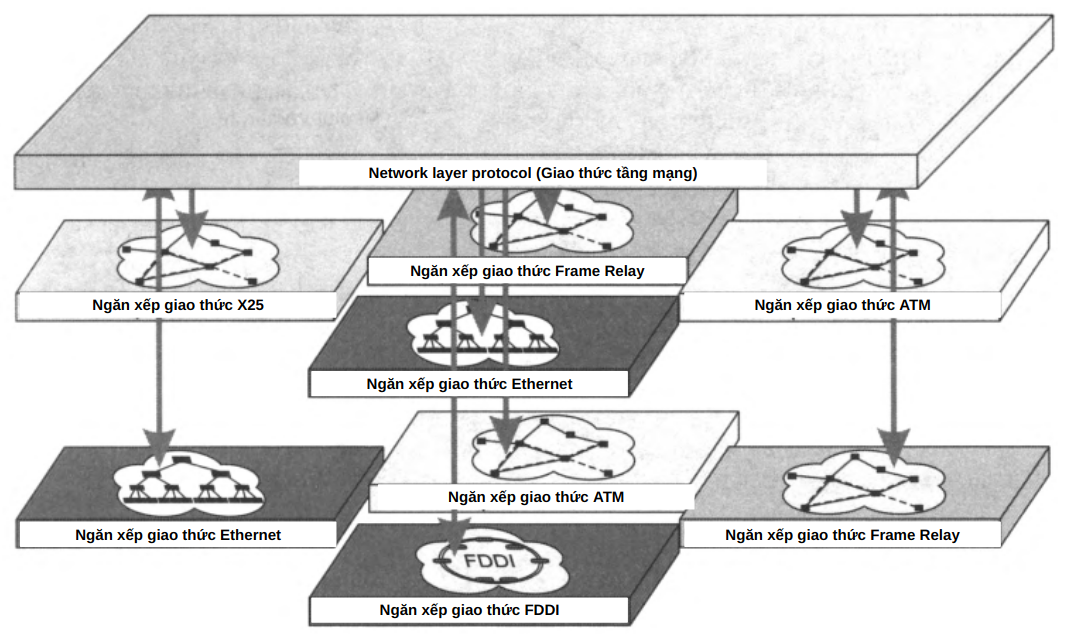 Network layer protocol (Giao thức tầng mạng)
Ngăn xếp giao thức Frame Relay
Ngăn xếp giao thức X25
Ngăn xếp giao thức ATM
Ngăn xếp giao thức Ethernet
Ngăn xếp giao thức ATM
Ngăn xếp giao thức Ethernet
Ngăn xếp giao thức Frame Relay
FDDI
Ngăn xếp giao thức FDDI